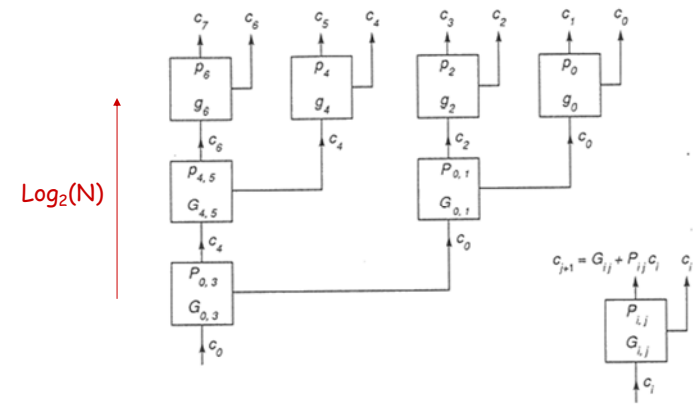 c₇ c₆ c₅ c₄ c₃ c₂ c₁ c₀
p₆ p₄ p₂ p₀
g₆ g₄ g₂ g₀
c₆ c₄ c₂ c₀
p₄,₅ P₀,₁
G₄,₅ G₀,₁
Log₂(N)
c₄ c₀
P₀,₃
G₀,₃
c₀
cⱼ₊₁ = Gᵢⱼ + Pᵢⱼcᵢ cᵢ
Pᵢ,ⱼ
Gᵢ,ⱼ
cᵢ